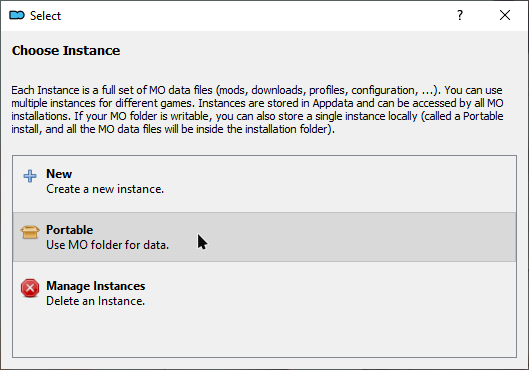 Select
Choose Instance
Each Instance is a full set of MO data files (mods, downloads, profiles, configuration, ...). You can use
multiple instances for different games. Instances are stored in Appdata and can be accessed by all MO
installations. If your MO folder is writable, you can also store a single instance locally (called a Portable
install, and all the MO data files will be inside the installation folder).
New
Create a new instance.
Portable
Use MO folder for data.
Manage Instances
Delete an Instance.